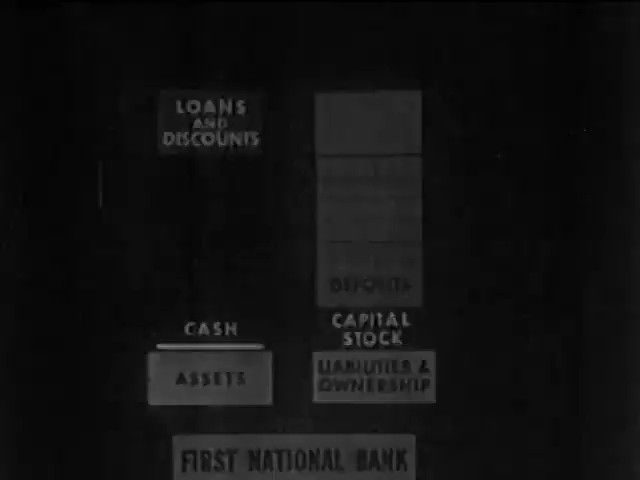 LOANS
AND
DISCOUNTS
DEPOSITS
CASH
CAPITAL
STOCK
ASSETS
LIABILITIES &
OWNERSHIP
FIRST NATIONAL BANK